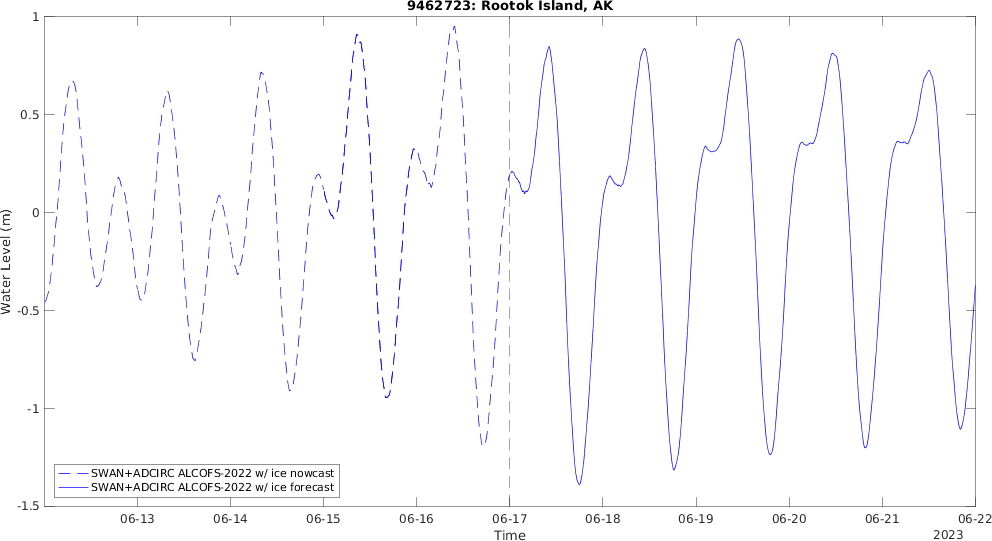 9462723: Rootok Island, AK
1
0.5
0
-0.5
-1
-1.5
Water Level (m)
SWAN+ADCIRC ALCOFS-2022 w/ ice nowcast
SWAN+ADCIRC ALCOFS-2022 w/ ice forecast
06-13 06-14 06-15 06-16 06-17 06-18 06-19 06-20 06-21 06-22
Time
2023